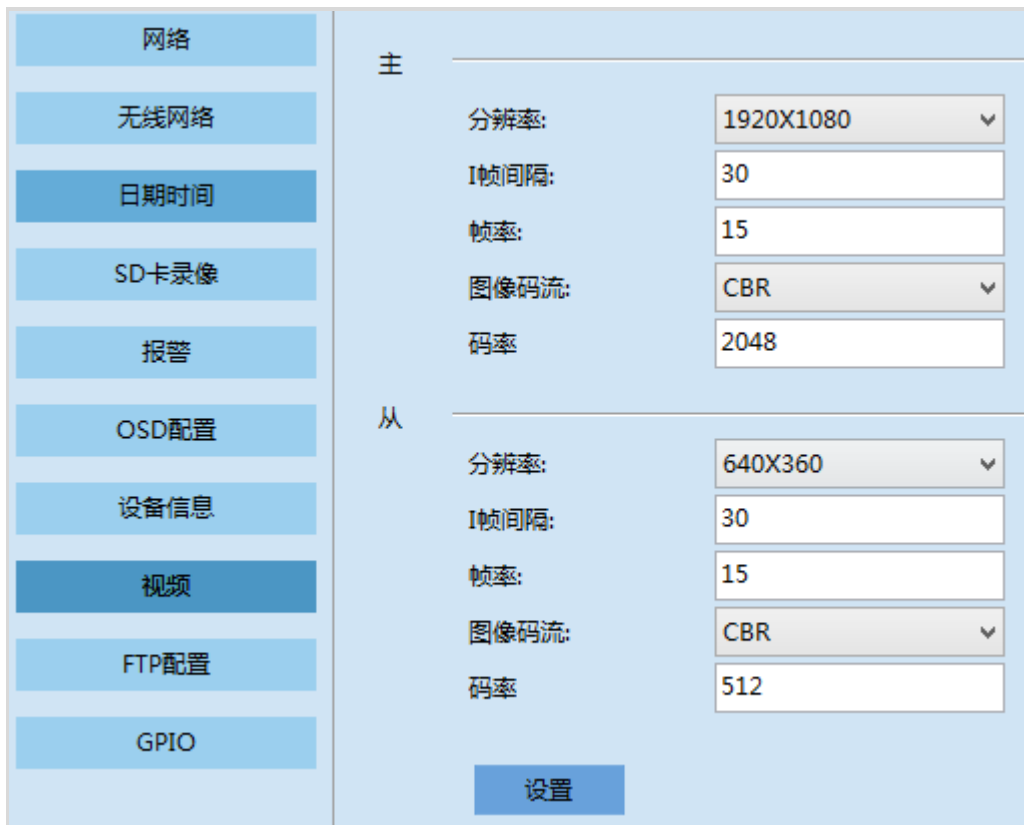 网络
无线网络
日期时间
SD卡录像
报警
OSD配置
设备信息
视频
FTP配置
GPIO
主
分辨率: 1920X1080
I帧间隔: 30
帧率: 15
图像码流: CBR
码率 2048
从
分辨率: 640X360
I帧间隔: 30
帧率: 15
图像码流: CBR
码率 512
设置